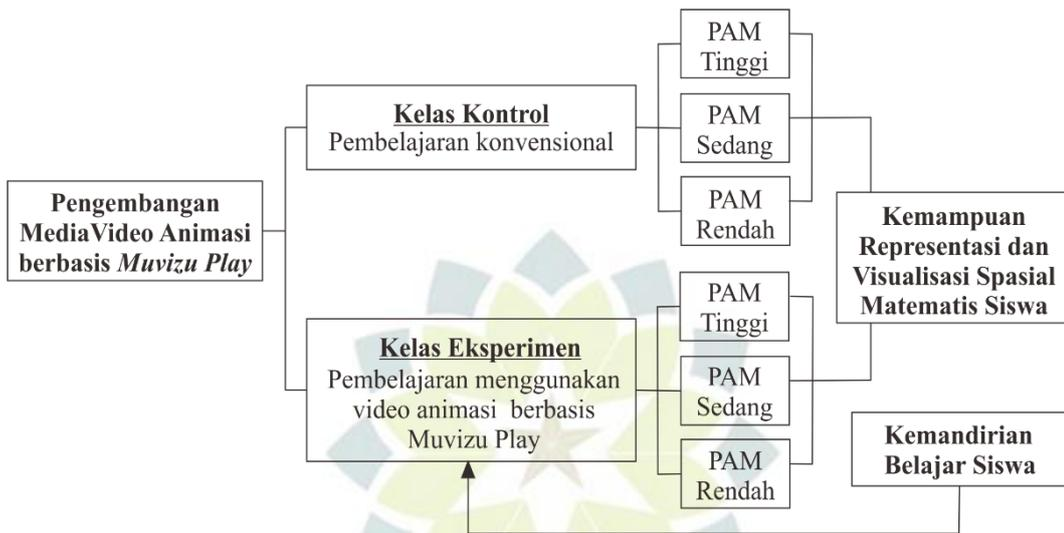 Pengembangan
MediaVideo Animasi
berbasis Muvizu Play
Kelas Kontrol
Pembelajaran konvensional
PAM
Tinggi
PAM
Sedang
PAM
Rendah
Kelas Eksperimen
Pembelajaran menggunakan
video animasi berbasis
Muvizu Play
PAM
Tinggi
PAM
Sedang
PAM
Rendah
Kemampuan
Representasi dan
Visualisasi Spasial
Matematis Siswa
Kemandirian
Belajar Siswa